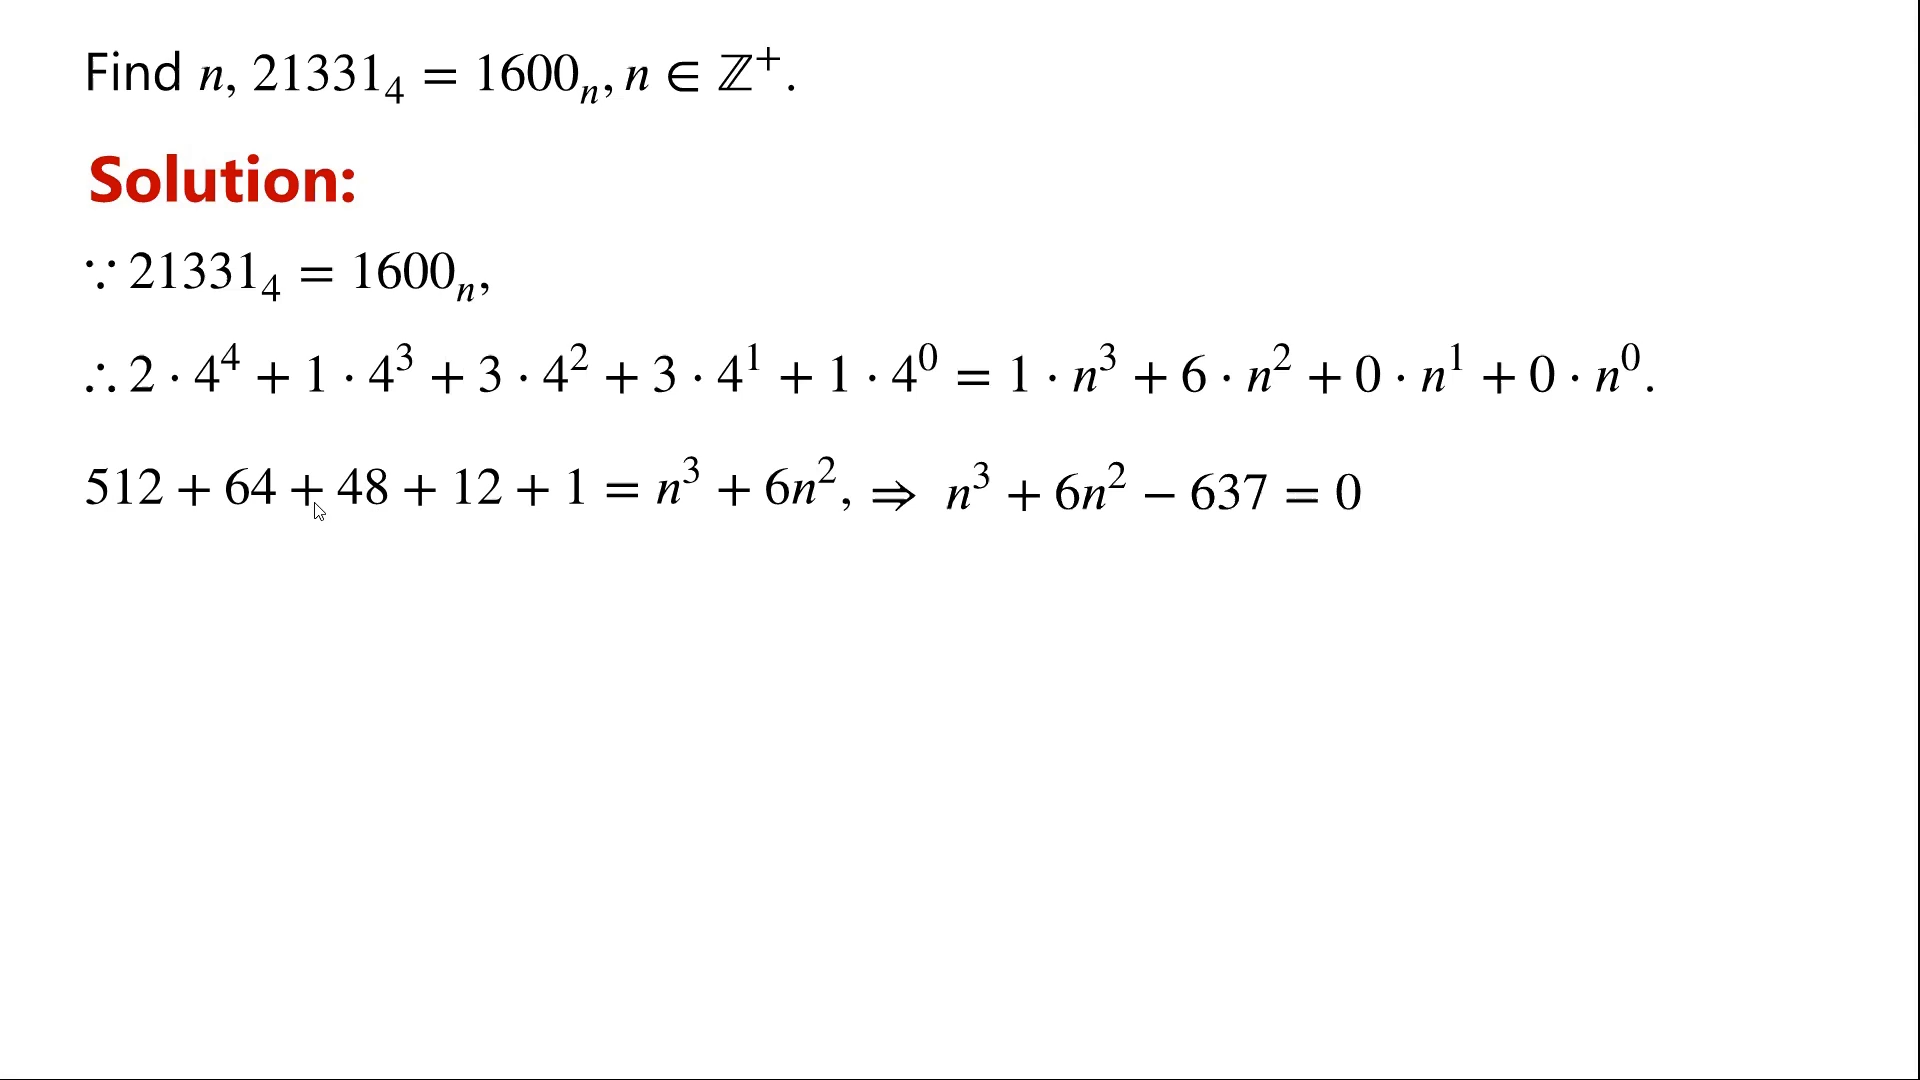 Find n, 21331₄ = 1600ₙ, n ∈ ℤ⁺.
Solution:
∵ 21331₄ = 1600ₙ,
∴ 2 · 4⁴ + 1 · 4³ + 3 · 4² + 3 · 4¹ + 1 · 4⁰ = 1 · n³ + 6 · n² + 0 · n¹ + 0 · n⁰.
512 + 64 + 48 + 12 + 1 = n³ + 6n², ⇒ n³ + 6n² − 637 = 0